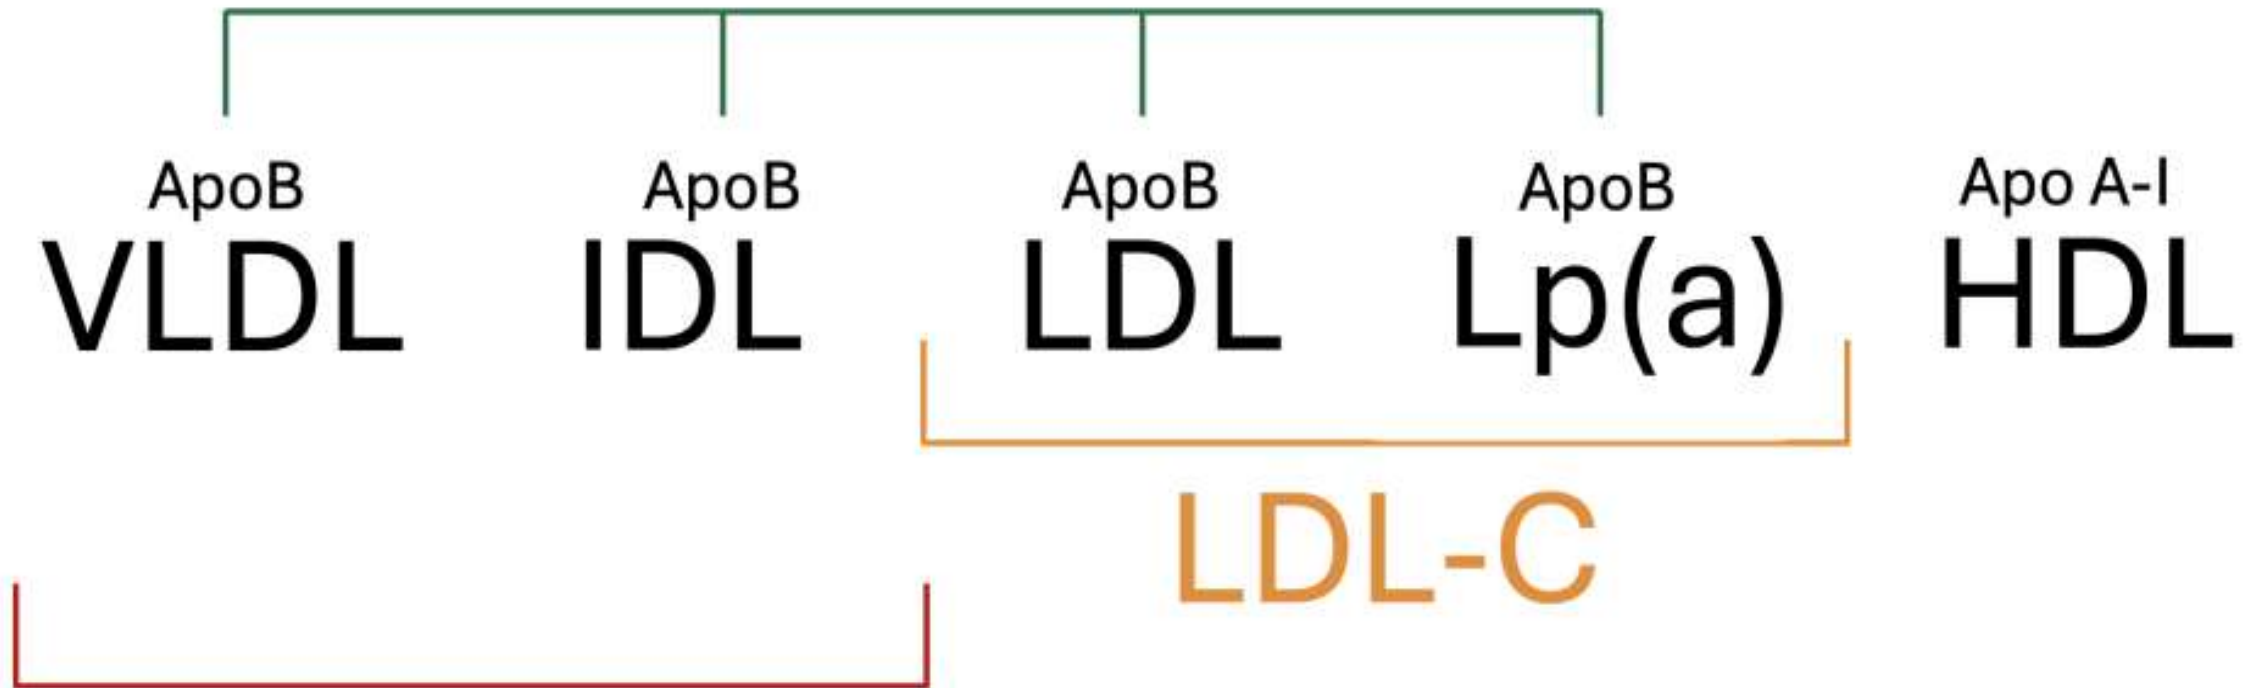 ApoB ApoB ApoB ApoB Apo A-I
VLDL IDL LDL Lp(a) HDL
LDL-C